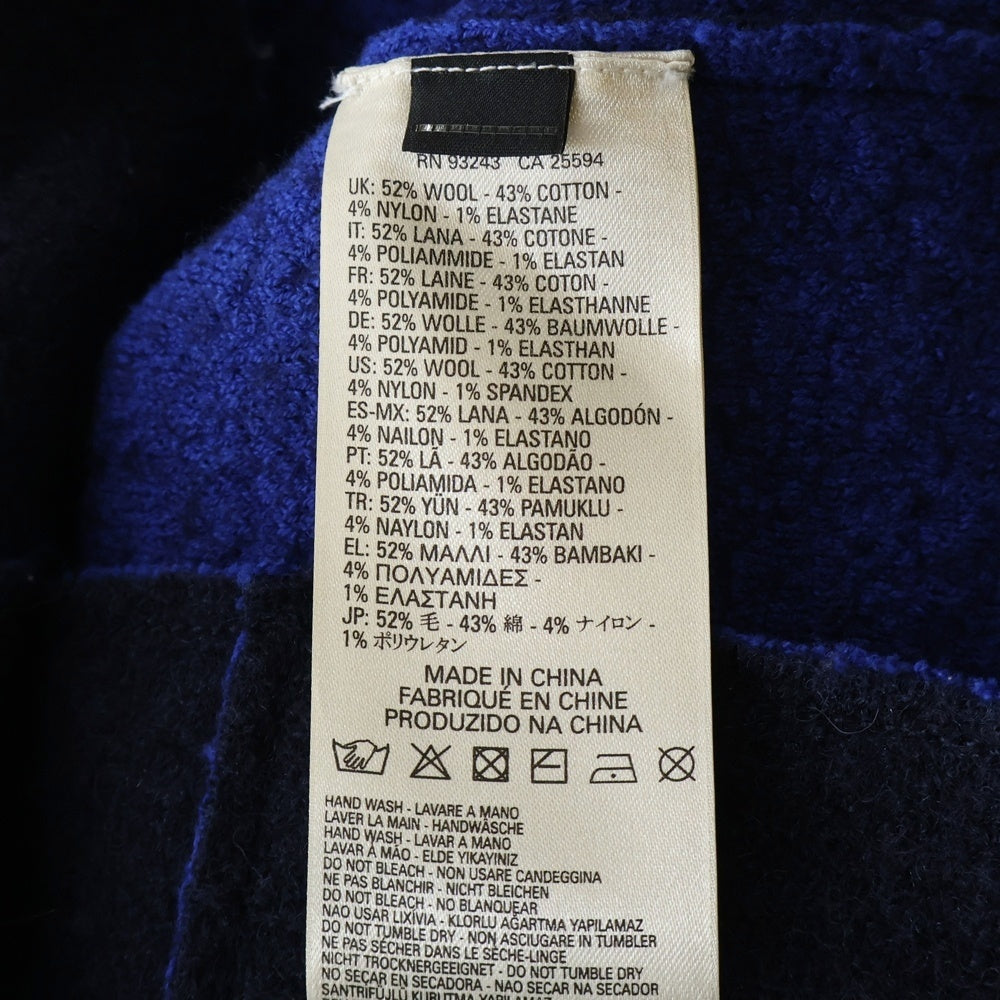 RN 93243 CA 25594
UK: 52% WOOL - 43% COTTON -
4% NYLON - 1% ELASTANE
IT: 52% LANA - 43% COTONE -
4% POLIAMMIDE - 1% ELASTAN
FR: 52% LAINE - 43% COTON -
4% POLYAMIDE - 1% ELASTHANNE
DE: 52% WOLLE - 43% BAUMWOLLE -
4% POLYAMID - 1% ELASTHAN
US: 52% WOOL - 43% COTTON -
4% NYLON - 1% SPANDEX
ES-MX: 52% LANA - 43% ALGODÓN -
4% NAILON - 1% ELASTANO
PT: 52% LÃ - 43% ALGODÃO -
4% POLIAMIDA - 1% ELASTANO
TR: 52% YÜN - 43% PAMUKLU -
4% NAYLON - 1% ELASTAN
EL: 52% ΜΑΛΛΙ - 43% ΒΑΜΒΑΚΙ -
4% ΠΟΛΥΑΜΙΔΕΣ -
1% ΕΛΑΣΤΑΝΗ
JP: 52% 毛 - 43% 綿 - 4% ナイロン -
1% ポリウレタン
MADE IN CHINA
FABRIQUÉ EN CHINE
PRODUZIDO NA CHINA
HAND WASH - LAVARE A MANO
LAVER LA MAIN - HANDWÄSCHE
HAND WASH - LAVAR A MANO
LAVAR À MÃO - ELDE YIKAYINIZ
DO NOT BLEACH - NON USARE CANDEGGINA
NE PAS BLANCHIR - NICHT BLEICHEN
DO NOT BLEACH - NO BLANQUEAR
NAO USAR LIXÍVIA - KLORLU AĞARTMA YAPILAMAZ
DO NOT TUMBLE DRY - NON ASCIUGARE IN TUMBLER
NE PAS SÉCHER DANS LE SÈCHE-LINGE
NICHT TROCKNERGEEIGNET - DO NOT TUMBLE DRY
NO SECAR EN SECADORA - NÃO SECAR NA SECADOR
SANTRİFÜJLÜ KURUTMA YAPILAMAZ